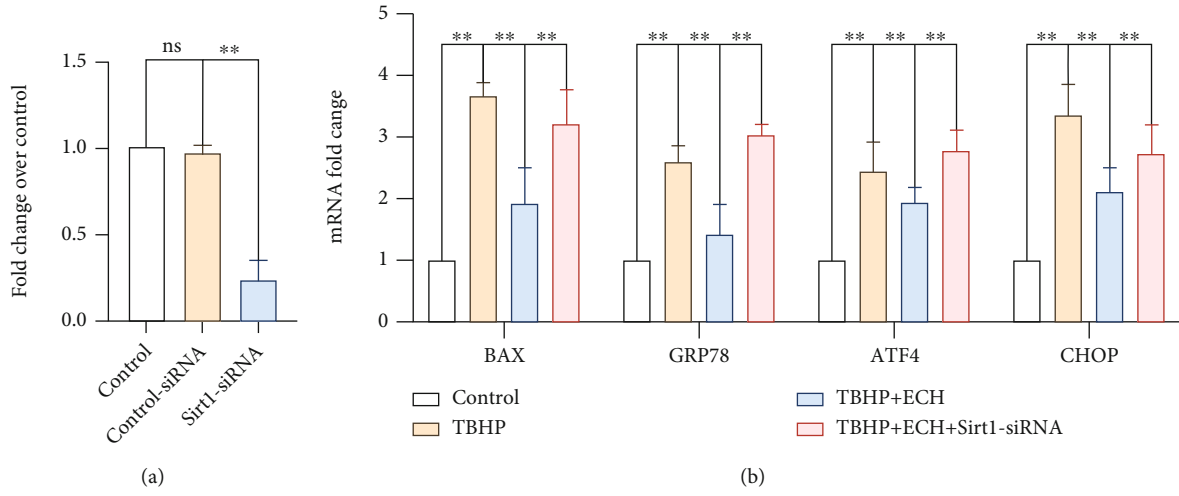 Fold change over control
1.5
1.0
0.5
0.0
ns
**
Control
Control-siRNA
Sirt1-siRNA
(a)
mRNA fold cange
5
4
3
2
1
0
** ** **
** ** **
** ** **
** ** **
BAX
GRP78
ATF4
CHOP
Control
TBHP
TBHP+ECH
TBHP+ECH+Sirt1-siRNA
(b)